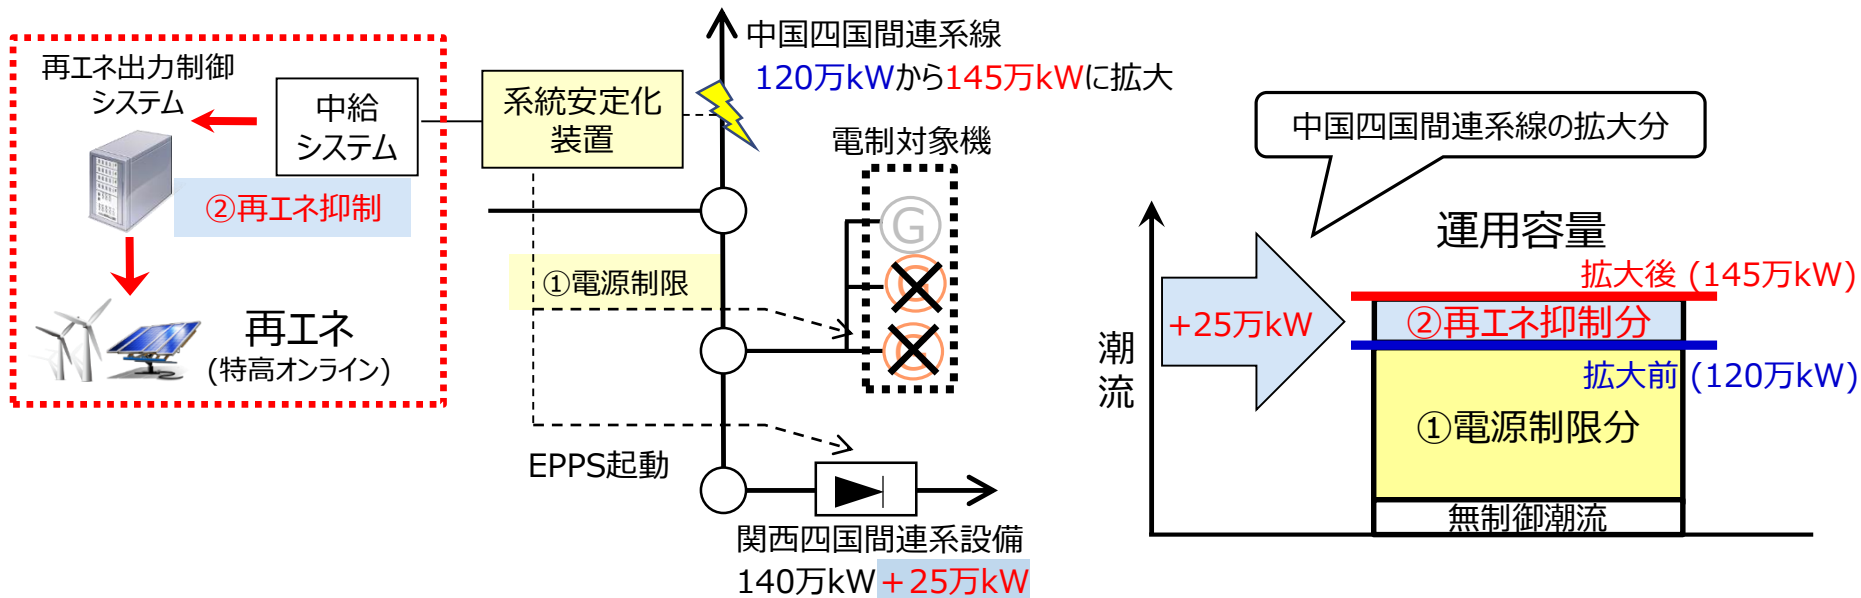 再エネ出力制御
システム
中給
システム
②再エネ抑制
再エネ
(特高オンライン)
系統安定化
装置
中国四国間連系線
120万kWから145万kWに拡大
電制対象機
G
①電源制限
EPPS起動
関西四国間連系設備
140万kW+25万kW
中国四国間連系線の拡大分
運用容量
潮流
+25万kW
拡大後 (145万kW)
②再エネ抑制分
拡大前 (120万kW)
①電源制限分
無制御潮流